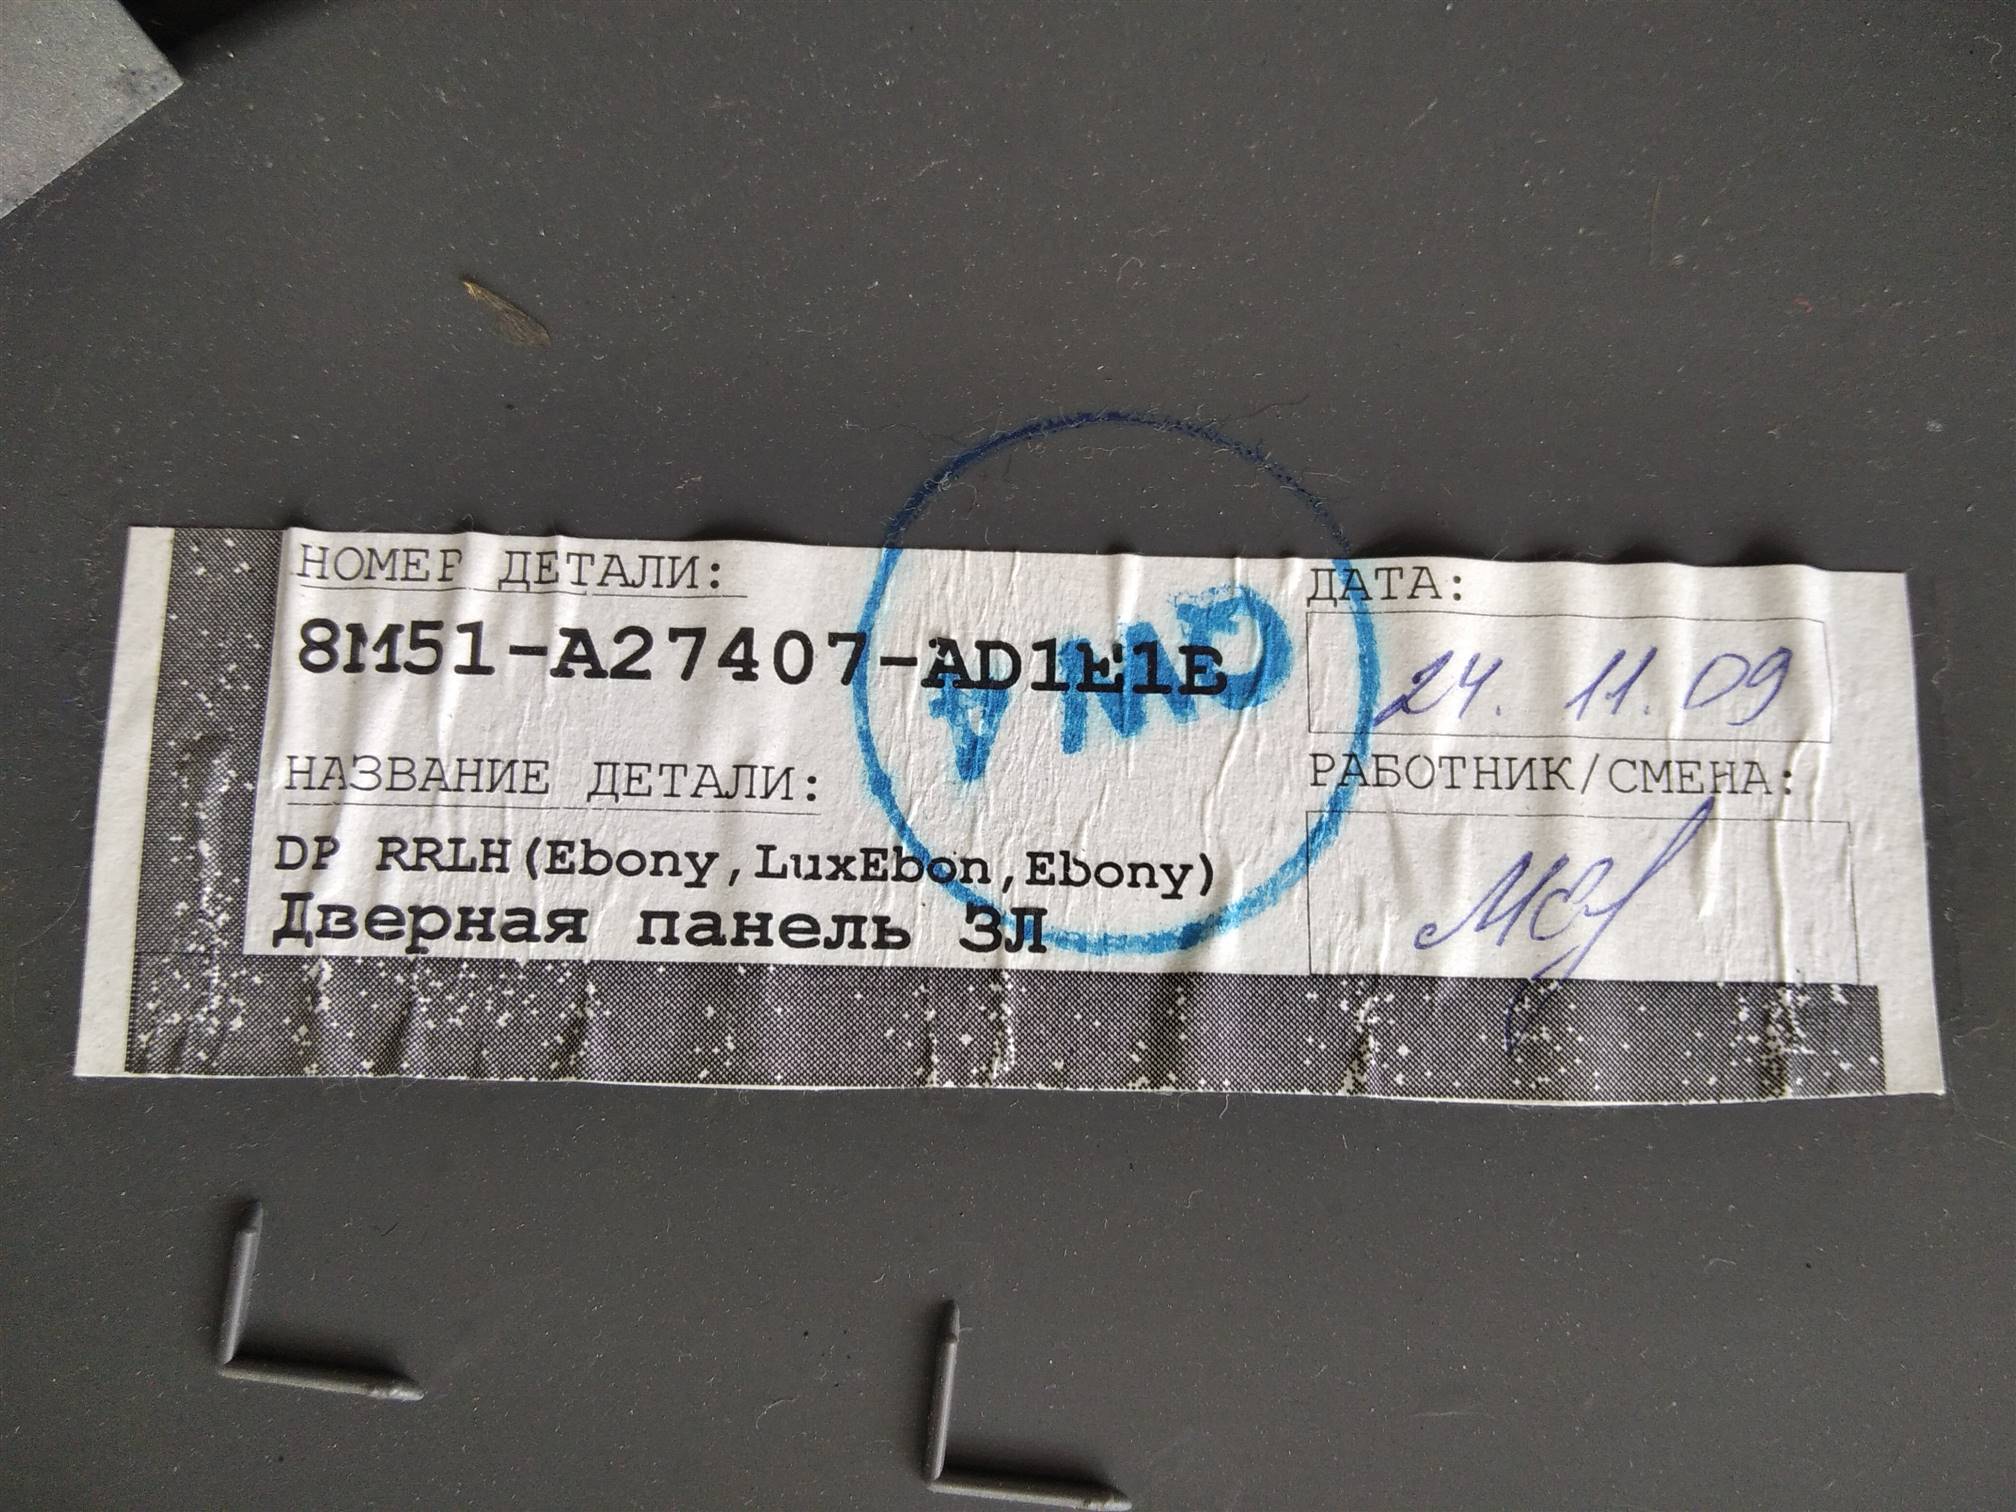 НОМЕР ДЕТАЛИ:
8M51-A27407-AD1E1E
НАЗВАНИЕ ДЕТАЛИ:
DP RRLH(Ebony,LuxEbon,Ebony)
Дверная панель ЗЛ
ДАТА:
24. 11. 09
РАБОТНИК/СМЕНА: